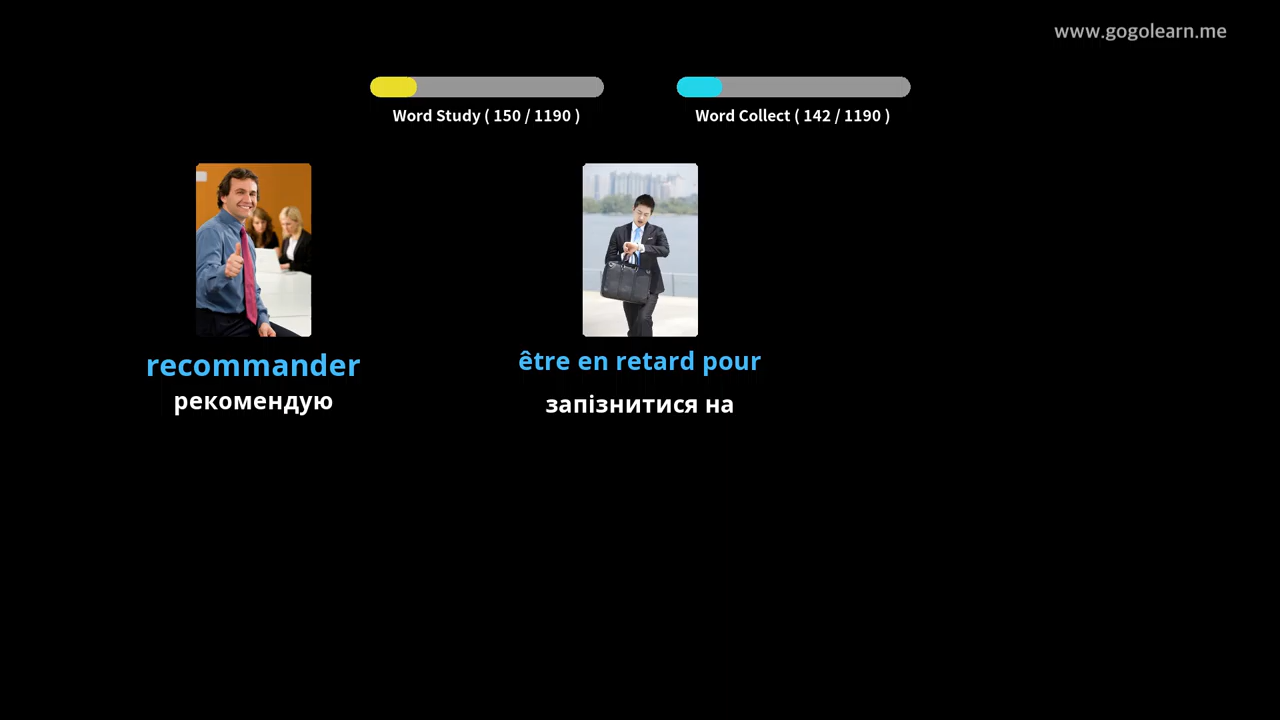 www.gogolearn.me
Word Study ( 150 / 1190 )
Word Collect ( 142 / 1190 )
recommander
рекомендую
être en retard pour
запізнитися на